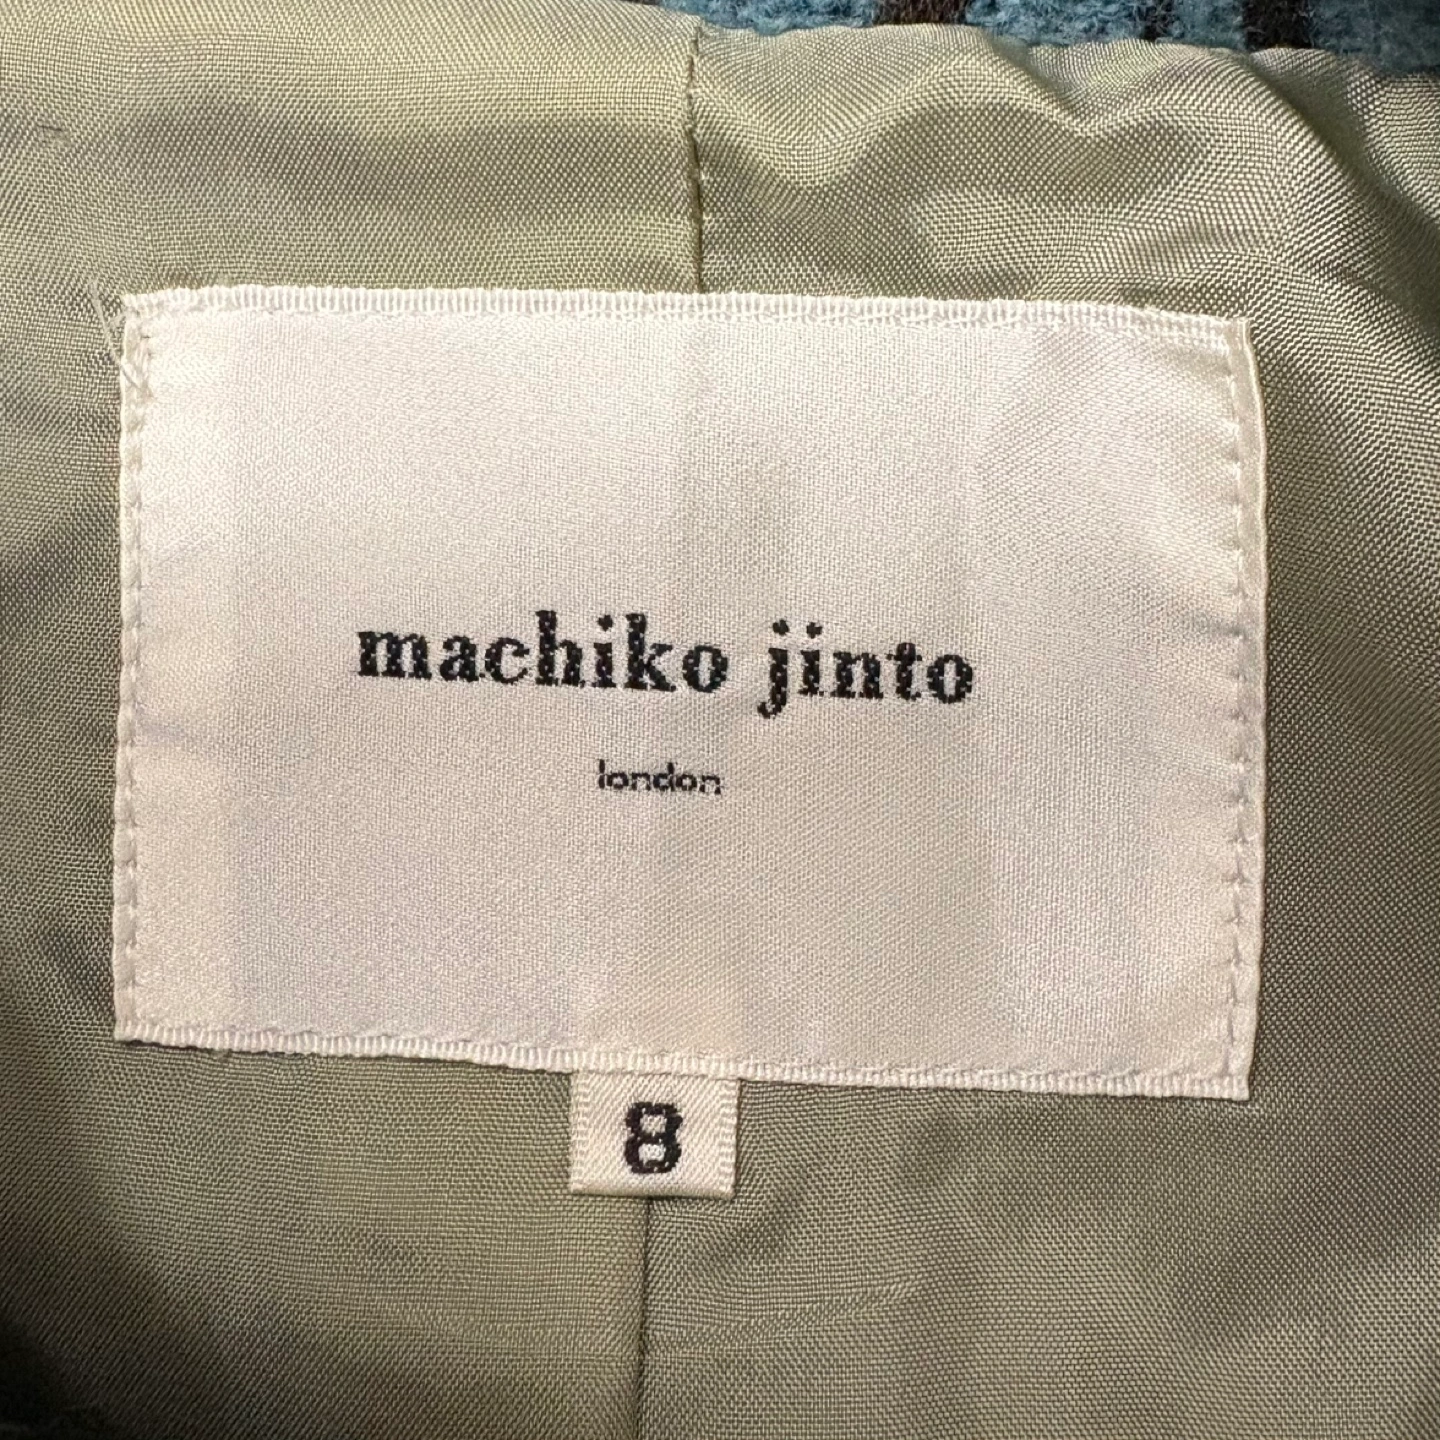 machiko jinto
london
8